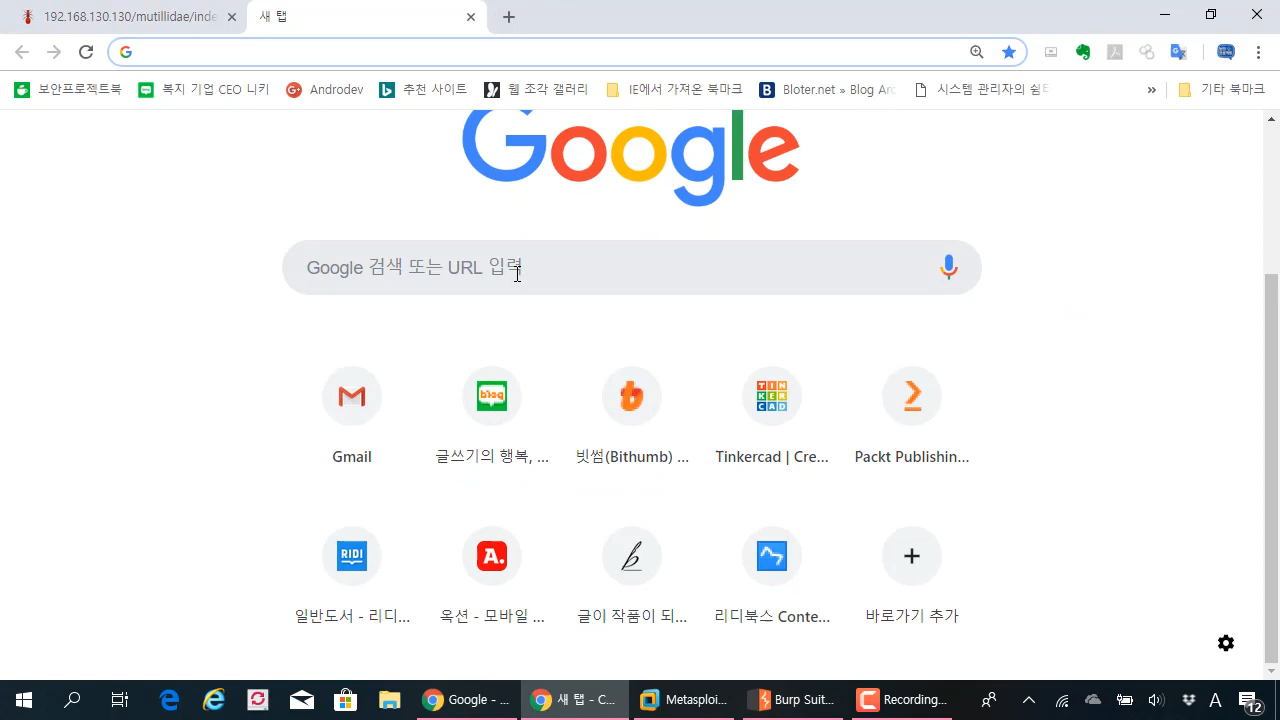 192.168.130.130/mutillidae/inde
새 탭
보안프로젝트북
복지 기업 CEO 니키
Androdev
추천 사이트
웹 조각 갤러리
IE에서 가져온 북마크
Bloter.net » Blog Arc
시스템 관리자의 쉼터
기타 북마크
Google
Google 검색 또는 URL 입력
Gmail
글쓰기의 행복, ...
빗썸(Bithumb) ...
Tinkercad | Cre...
Packt Publishin...
일반도서 - 리디...
옥션 - 모바일 ...
글이 작품이 되...
리디북스 Conte...
바로가기 추가
blog
TIN
KER
CAD
RIDI
A.
Google - ...
새 탭 - C...
Metasploi...
Burp Suit...
Recording...
A
12